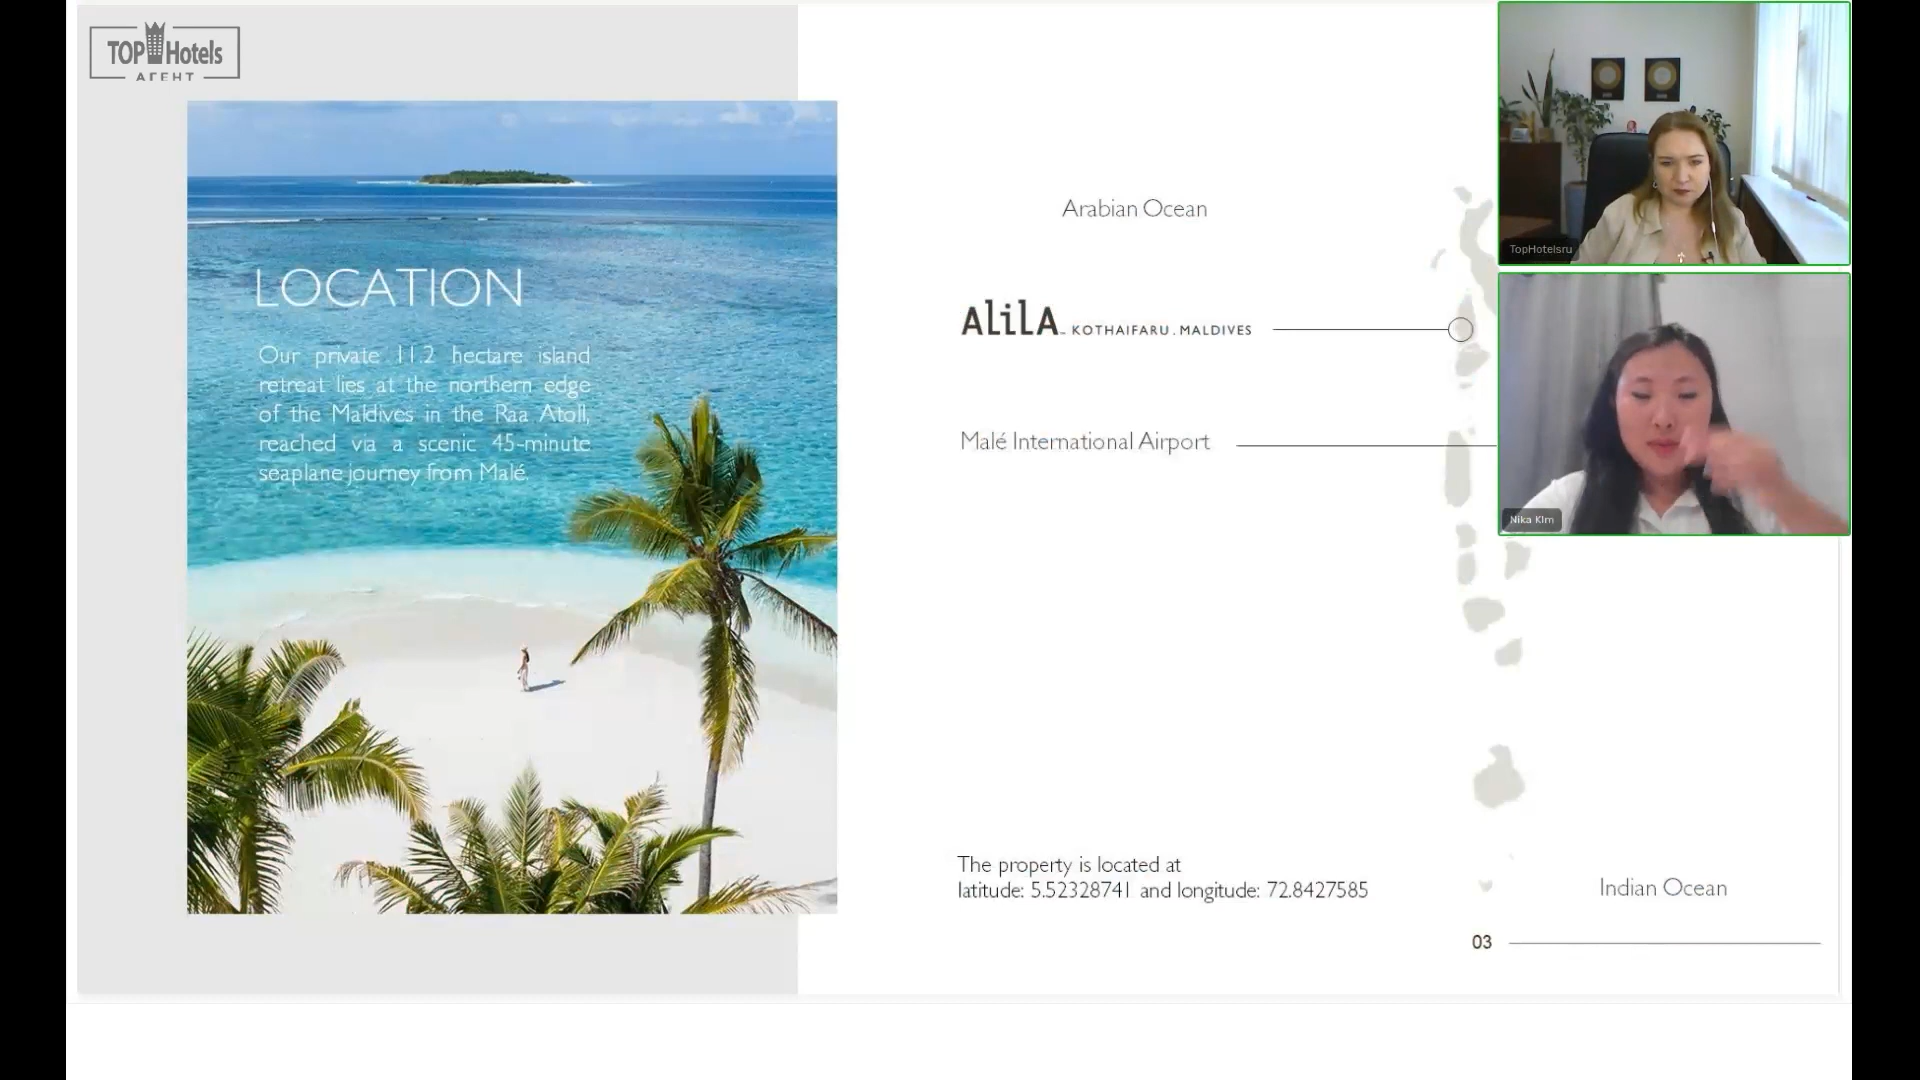 TOP Hotels
АГЕНТ
LOCATION
Our private 11.2 hectare island
retreat lies at the northern edge
of the Maldives in the Raa Atoll,
reached via a scenic 45-minute
seaplane journey from Malé.
Arabian Ocean
AlilA KOTHAIFARU. MALDIVES
Malé International Airport
The property is located at
latitude: 5.52328741 and longitude: 72.8427585
Indian Ocean
03
TopHotelsru
Nika KIm